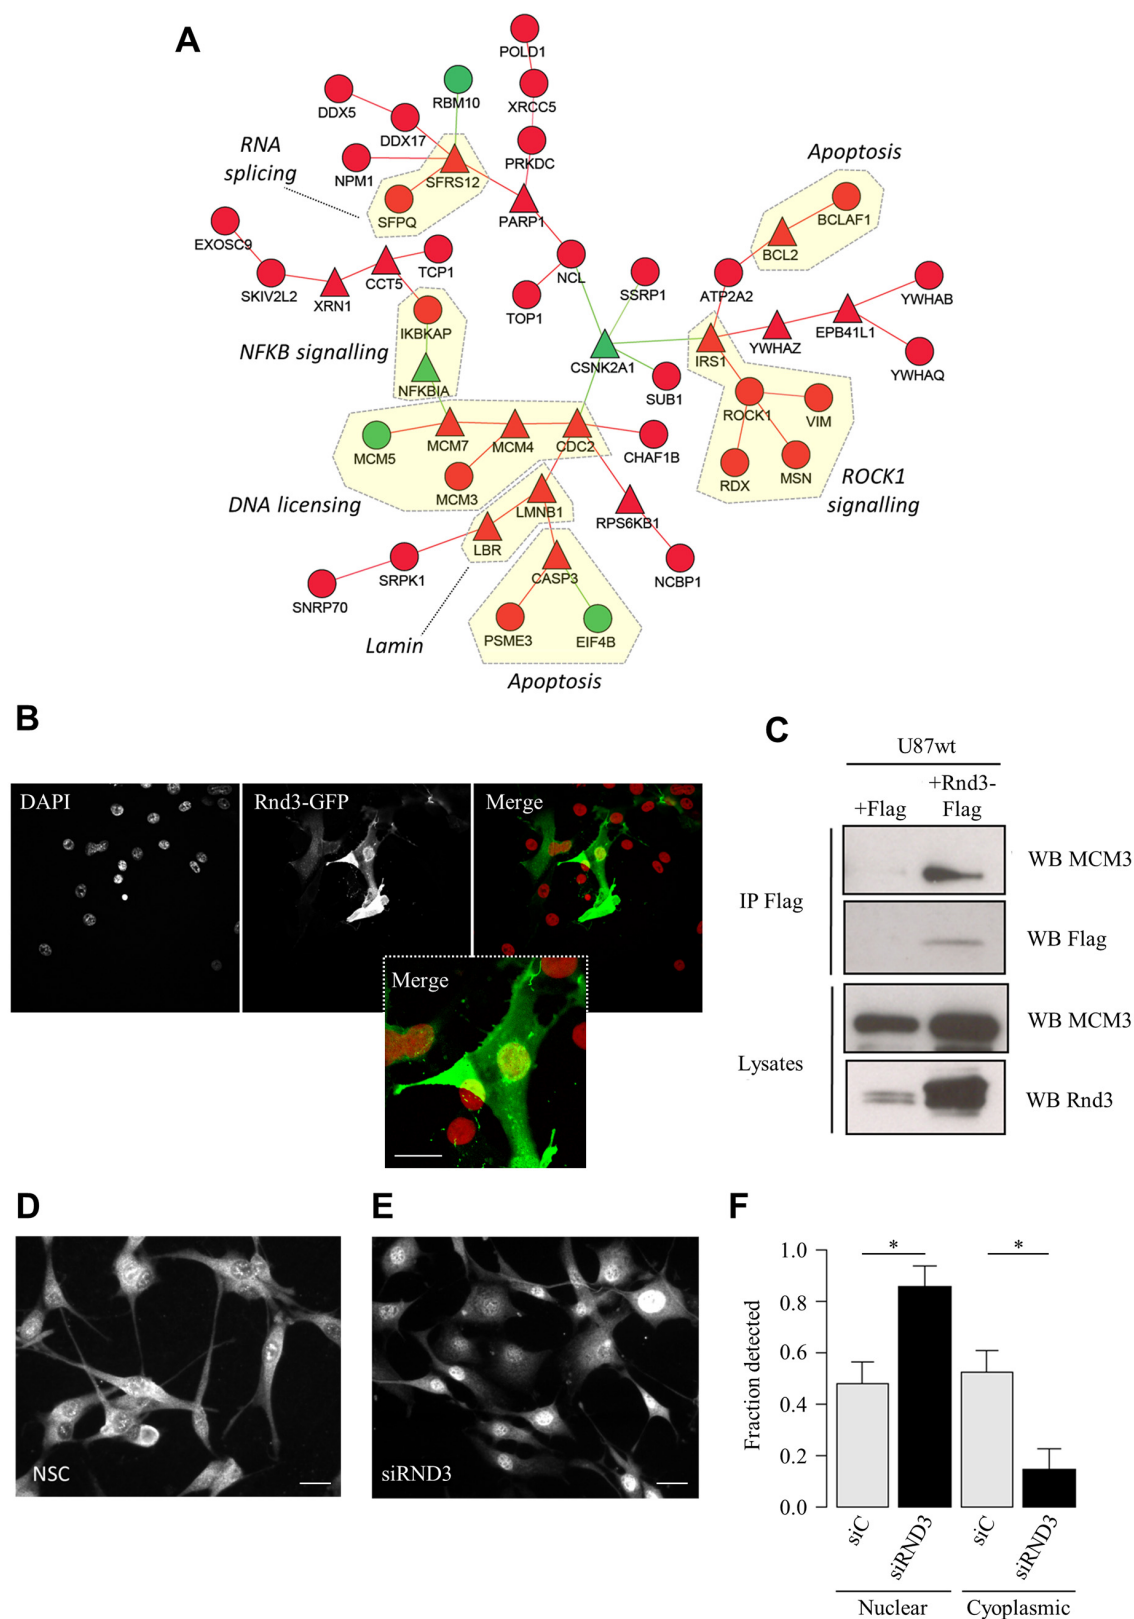 A
POLD1
RBM10
XRCC5
DDX5
DDX17
RNA
splicing
PRKDC
Apoptosis
NPM1
SFRS12
SFPQ
PARP1
BCLAF1
BCL2
EXOSC9
TCP1
NCL
SKIV2L2
CCT5
SSRP1
ATP2A2
YWHAB
XRN1
TOP1
IKBKAP
EPB41L1
YWHAZ
NFKB signalling
CSNK2A1
IRS1
YWHAQ
NFKBIA
SUB1
ROCK1
VIM
MCM5
MCM7
MCM4
CDC2
CHAF1B
RDX
MSN
ROCK1
signalling
MCM3
DNA licensing
LMNB1
RPS6KB1
LBR
SRPK1
CASP3
NCBP1
SNRP70
Lamin
PSME3
EIF4B
Apoptosis
B
DAPI
Rnd3-GFP
Merge
Merge
C
U87wt
+Flag
+Rnd3-
Flag
IP Flag
WB MCM3
WB Flag
Lysates
WB MCM3
WB Rnd3
D
NSC
E
siRND3
F
Fraction detected
1.0
0.8
0.6
0.4
0.2
0.0
*
*
siC
siRND3
siC
siRND3
Nuclear
Cyoplasmic